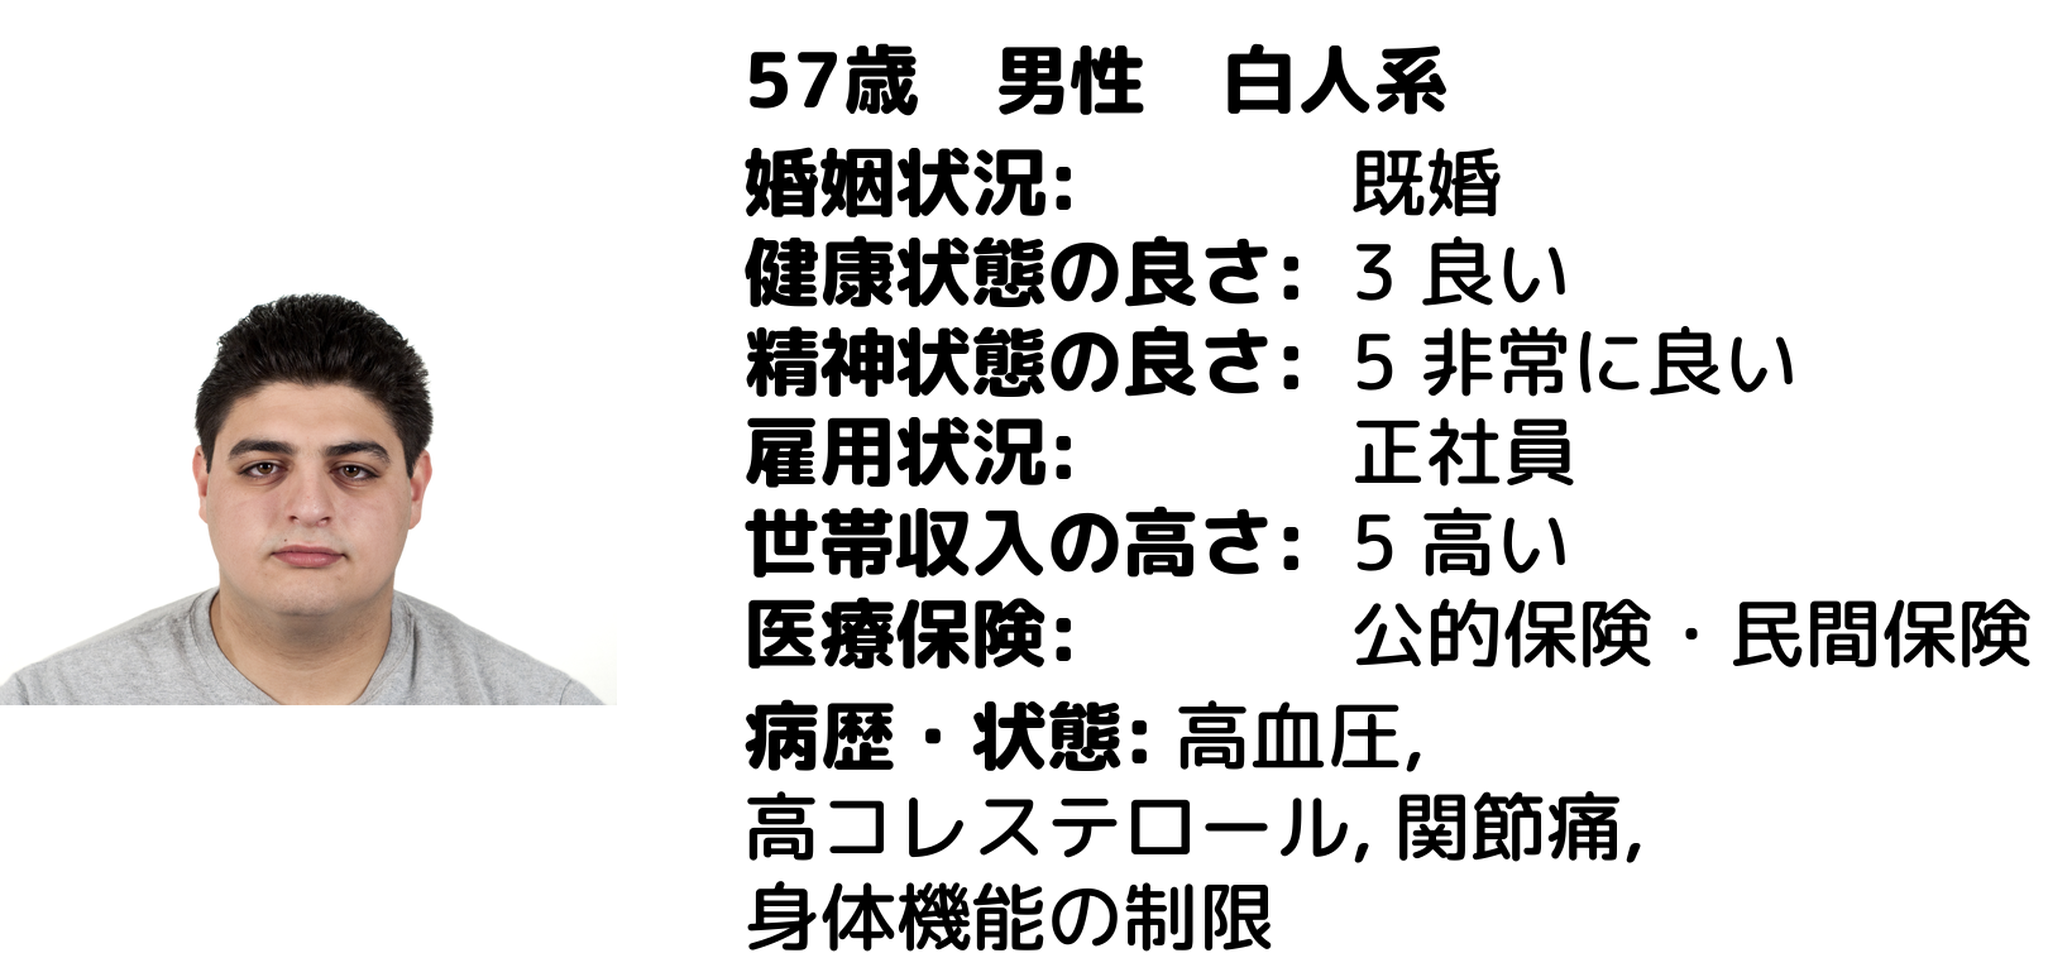 57歳　男性　白人系
婚姻状況: 既婚
健康状態の良さ: 3 良い
精神状態の良さ: 5 非常に良い
雇用状況: 正社員
世帯収入の高さ: 5 高い
医療保険: 公的保険・民間保険
病歴・状態: 高血圧,
高コレステロール, 関節痛,
身体機能の制限